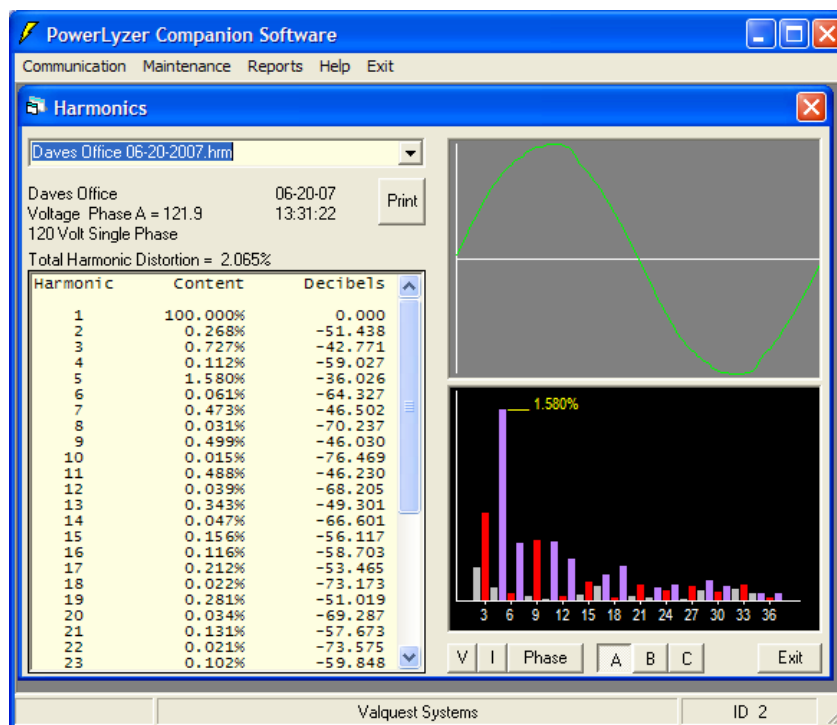 PowerLyzer Companion Software
Communication Maintenance Reports Help Exit
Harmonics
Daves Office 06-20-2007.hrm
Daves Office 06-20-07
Voltage Phase A = 121.9 13:31:22
Print
120 Volt Single Phase
Total Harmonic Distortion = 2.065%
Harmonic Content Decibels
1 100.000% 0.000
2 0.268% -51.438
3 0.727% -42.771
4 0.112% -59.027
5 1.580% -36.026
6 0.061% -64.327
7 0.473% -46.502
8 0.031% -70.237
9 0.499% -46.030
10 0.015% -76.469
11 0.488% -46.230
12 0.039% -68.205
13 0.343% -49.301
14 0.047% -66.601
15 0.156% -56.117
16 0.116% -58.703
17 0.212% -53.465
18 0.022% -73.173
19 0.281% -51.019
20 0.034% -69.287
21 0.131% -57.673
22 0.021% -73.575
23 0.102% -59.848
1.580%
3 6 9 12 15 18 21 24 27 30 33 36
V I Phase A B C Exit
Valquest Systems ID 2